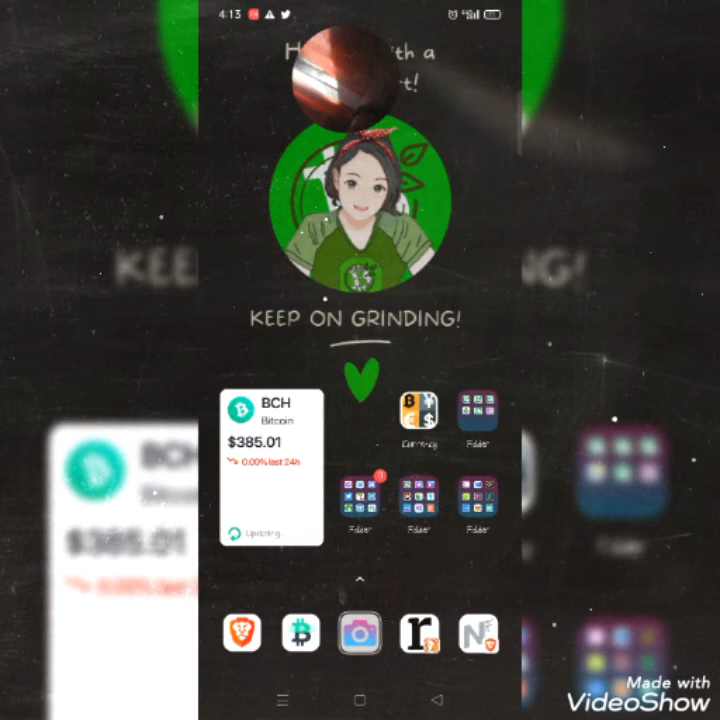 4:13
th a
t!
KEEP ON GRINDING!
BCH
Bitcoin
$385.01
0.00% last 24h
Updating..
Currency
Folder
Folder
Folder
Folder
Made with
VideoShow